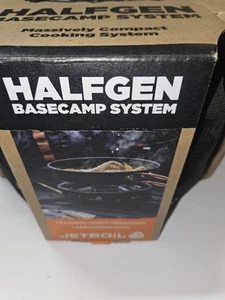 HALFGEN
BASECAMP SYSTEM
Massively Compact
Cooking System
HALFGEN
BASECAMP SYSTEM
JETBOIL